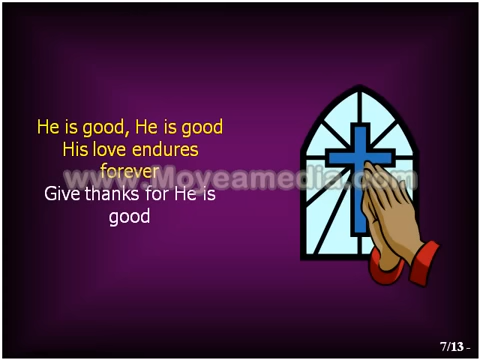 He is good, He is good
His love endures
forever
www.Moyeamedia.com
Give thanks for He is
good
7/13 -